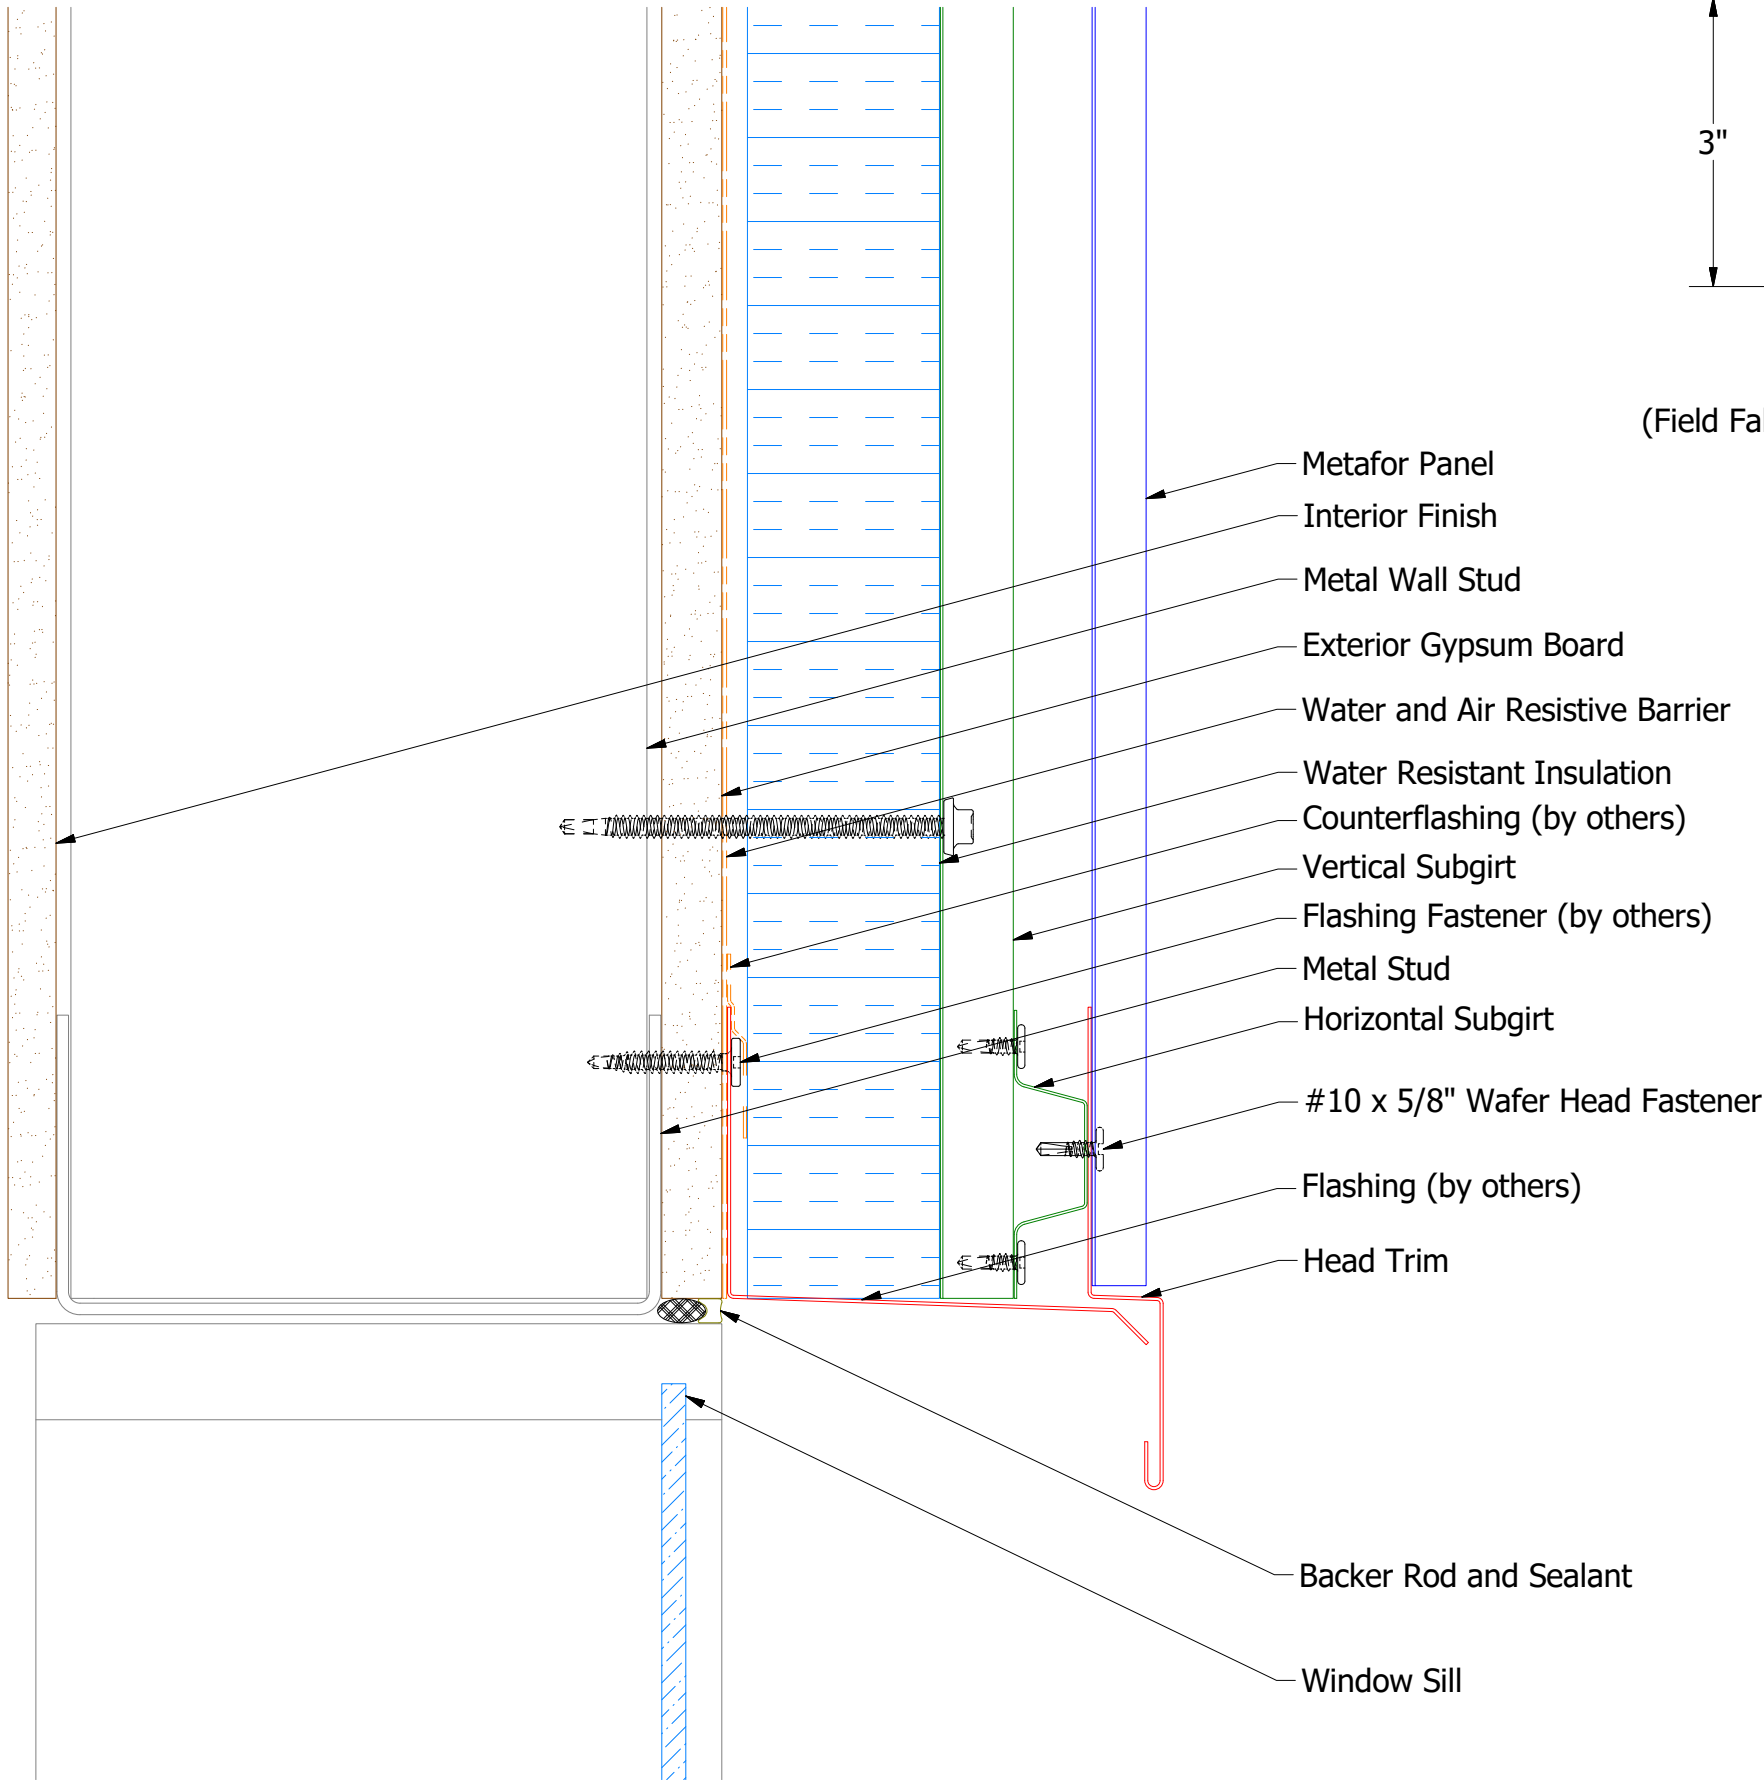 3"
(Field Fa
Metafor Panel
Interior Finish
Metal Wall Stud
Exterior Gypsum Board
Water and Air Resistive Barrier
Water Resistant Insulation
Counterflashing (by others)
Vertical Subgirt
Flashing Fastener (by others)
Metal Stud
Horizontal Subgirt
#10 x 5/8" Wafer Head Fastener
Flashing (by others)
Head Trim
Backer Rod and Sealant
Window Sill